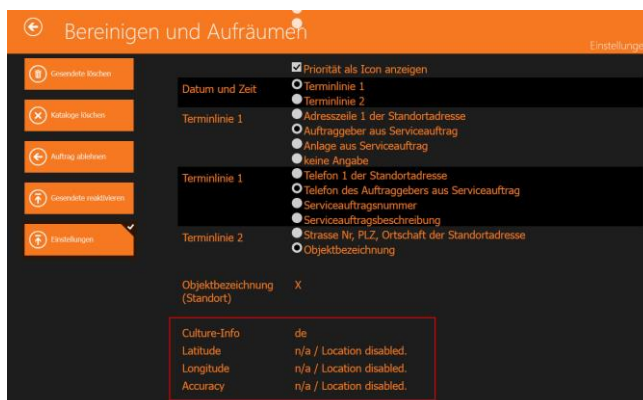 Bereinigen und Aufräumen
Einstellunge
Gesendete löschen
Kataloge löschen
Auftrag ablehnen
Gesendete reaktivieren
Einstellungen
Priorität als Icon anzeigen
Datum und Zeit
Terminlinie 1
Terminlinie 2
Terminlinie 1
Adresszeile 1 der Standortadresse
Auftraggeber aus Serviceauftrag
Anlage aus Serviceauftrag
keine Angabe
Terminlinie 1
Telefon 1 der Standortadresse
Telefon des Auftraggebers aus Serviceauftrag
Serviceauftragsnummer
Serviceauftragsbeschreibung
Terminlinie 2
Strasse Nr, PLZ, Ortschaft der Standortadresse
Objektbezeichnung
Objektbezeichnung X
(Standort)
Culture-Info de
Latitude n/a / Location disabled.
Longitude n/a / Location disabled.
Accuracy n/a / Location disabled.